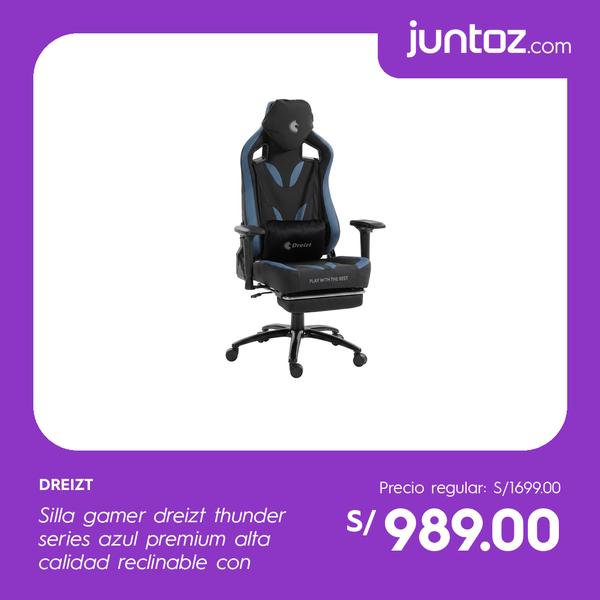 juntoz.com
Dreizt
PLAY WITH THE BEST
DREIZT
Silla gamer dreizt thunder
series azul premium alta
calidad reclinable con
Precio regular: S/1699.00
S/ 989.00